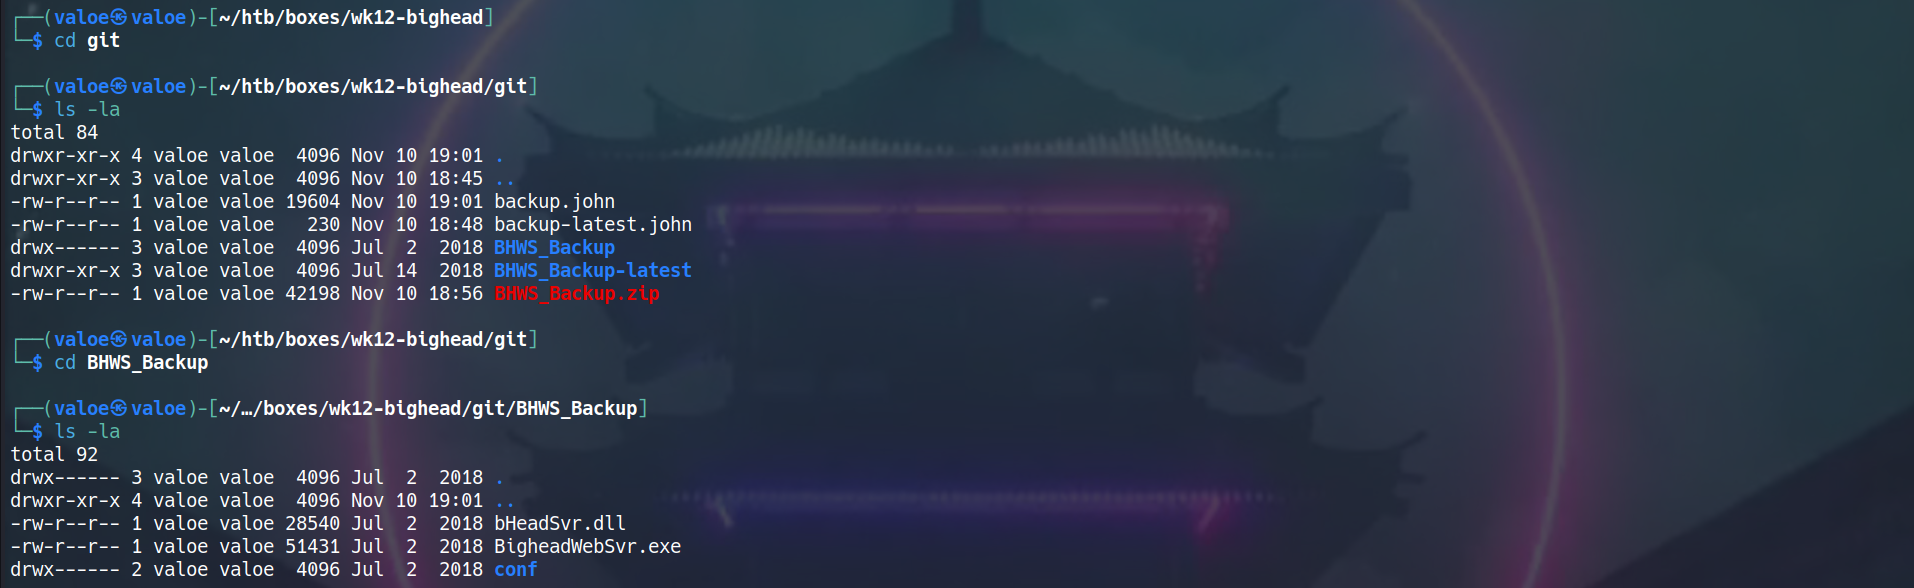 ┌──(valoe㉿valoe)-[~/htb/boxes/wk12-bighead]
└─$ cd git
┌──(valoe㉿valoe)-[~/htb/boxes/wk12-bighead/git]
└─$ ls -la
total 84
drwxr-xr-x 4 valoe valoe  4096 Nov 10 19:01 .
drwxr-xr-x 3 valoe valoe  4096 Nov 10 18:45 ..
-rw-r--r-- 1 valoe valoe 19604 Nov 10 19:01 backup.john
-rw-r--r-- 1 valoe valoe   230 Nov 10 18:48 backup-latest.john
drwx------ 3 valoe valoe  4096 Jul  2  2018 BHWS_Backup
drwxr-xr-x 3 valoe valoe  4096 Jul 14  2018 BHWS_Backup-latest
-rw-r--r-- 1 valoe valoe 42198 Nov 10 18:56 BHWS_Backup.zip
┌──(valoe㉿valoe)-[~/htb/boxes/wk12-bighead/git]
└─$ cd BHWS_Backup
┌──(valoe㉿valoe)-[~/…/boxes/wk12-bighead/git/BHWS_Backup]
└─$ ls -la
total 92
drwx------ 3 valoe valoe  4096 Jul  2  2018 .
drwxr-xr-x 4 valoe valoe  4096 Nov 10 19:01 ..
-rw-r--r-- 1 valoe valoe 28540 Jul  2  2018 bHeadSvr.dll
-rw-r--r-- 1 valoe valoe 51431 Jul  2  2018 BigheadWebSvr.exe
drwx------ 2 valoe valoe  4096 Jul  2  2018 conf